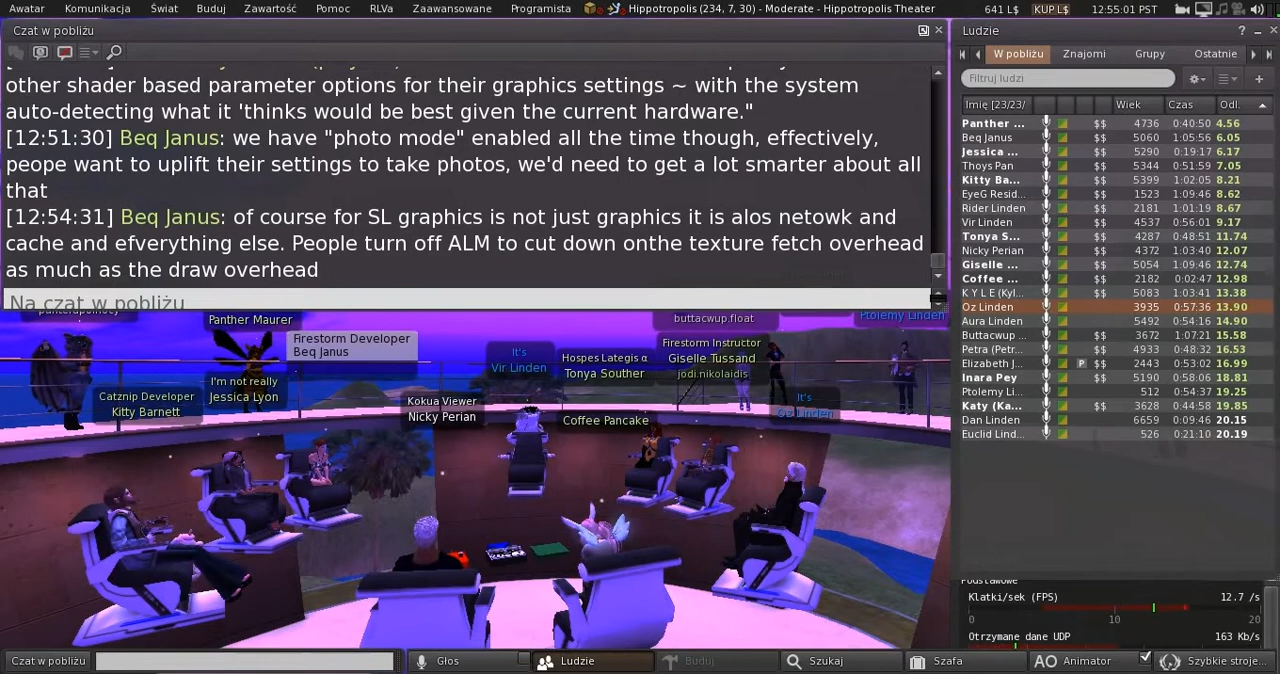 Awatar Komunikacja Świat Buduj Zawartość Pomoc RLVa Zaawansowane Programista Hippotropolis (234, 7, 30) - Moderate - Hippotropolis Theater 641 L$ KUP L$ 12:55:01 PST
Czat w pobliżu
other shader based parameter options for their graphics settings ~ with the system
auto-detecting what it 'thinks would be best given the current hardware."
[12:51:30] Beq Janus: we have "photo mode" enabled all the time though, effectively,
peope want to uplift their settings to take photos, we'd need to get a lot smarter about all
that
[12:54:31] Beq Janus: of course for SL graphics is not just graphics it is alos netowk and
cache and efverything else. People turn off ALM to cut down onthe texture fetch overhead
as much as the draw overhead
Na czat w pobliżu
Panther Maurer
Firestorm Developer
Beq Janus
I'm not really
Jessica Lyon
Catznip Developer
Kitty Barnett
Kokua Viewer
Nicky Perian
It's
Vir Linden
Hospes Lategis α
Tonya Souther
Coffee Pancake
buttacwup.float
Firestorm Instructor
Giselle Tussand
jodi.nikolaidis
Ptolemy Linden
It's
Oz Linden
Ludzie
W pobliżu Znajomi Grupy Ostatnie
Filtruj ludzi
Imię [23/23/ Wiek Czas Odl.
Panther ... $$ 4736 0:40:50 4.56
Beq Janus $$ 5060 1:05:56 6.05
Jessica ... $$ 5290 0:19:17 6.17
Thoys Pan $$ 5344 0:51:59 7.05
Kitty Ba... $$ 5399 1:02:05 8.21
EyeG Resid... $$ 1523 1:09:46 8.62
Rider Linden $$ 2181 1:01:19 8.67
Vir Linden $$ 4537 0:56:01 9.17
Tonya S... $$ 4287 0:48:51 11.74
Nicky Perian $$ 4372 1:03:40 12.07
Giselle ... $$ 5054 1:09:46 12.74
Coffee ... $$ 2182 0:02:47 12.98
K Y L E (Kyl... $$ 5083 1:03:41 13.38
Oz Linden 3935 0:57:36 13.90
Aura Linden 5492 0:54:16 14.90
Buttacwup ... $$ 3672 1:07:21 15.58
Petra (Petr... $$ 4933 0:48:32 16.53
Elizabeth J... P $$ 2443 0:53:02 16.99
Inara Pey $$ 5190 0:58:06 18.81
Ptolemy Li... 512 0:54:37 19.25
Katy (Ka... $$ 3628 0:44:58 19.85
Dan Linden 6659 0:09:46 20.15
Euclid Lind... 526 0:21:10 20.19
Podstawowe
Klatki/sek (FPS) 12.7 /s
0 10 20
Otrzymane dane UDP 163 Kb/s
Czat w pobliżu Głos Ludzie Buduj Szukaj Szafa AO Animator Szybkie stroje...